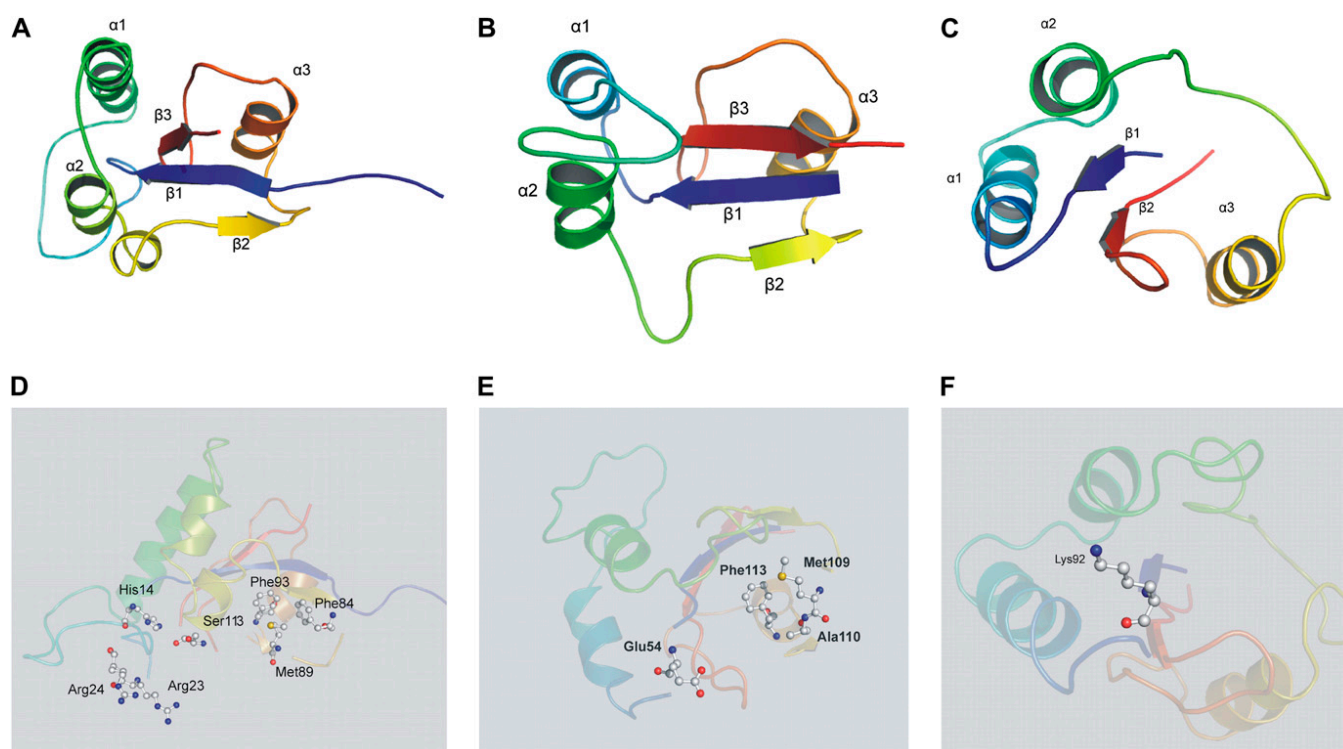 A
α1
α3
β3
α2
β1
β2
B
α1
β3
α3
α2
β1
β2
C
α2
β1
α1
β2
α3
D
His14
Phe93
Ser113
Phe84
Met89
Arg24
Arg23
E
Met109
Phe113
Glu54
Ala110
F
Lys92